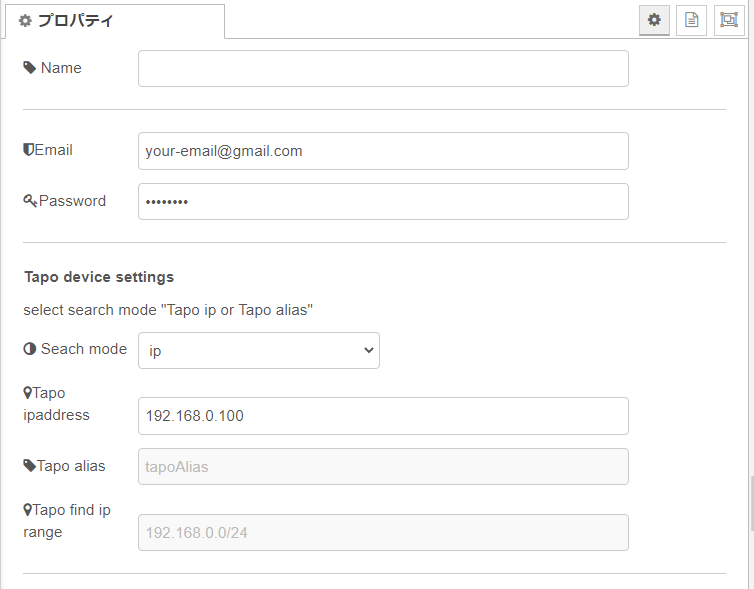 プロパティ
Name
Email
your-email@gmail.com
Password
••••••••
Tapo device settings
select search mode "Tapo ip or Tapo alias"
Seach mode
ip
Tapo
ipaddress
192.168.0.100
Tapo alias
tapoAlias
Tapo find ip
range
192.168.0.0/24